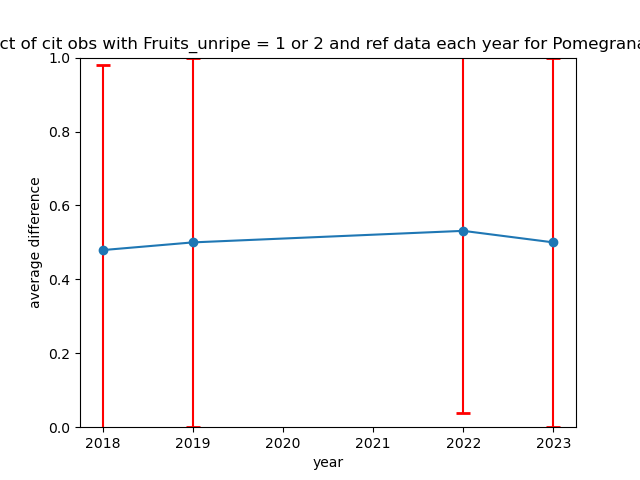 ct of cit obs with Fruits_unripe = 1 or 2 and ref data each year for Pomegrana
1.0
0.8
0.6
0.4
0.2
0.0
average difference
2018 2019 2020 2021 2022 2023
year